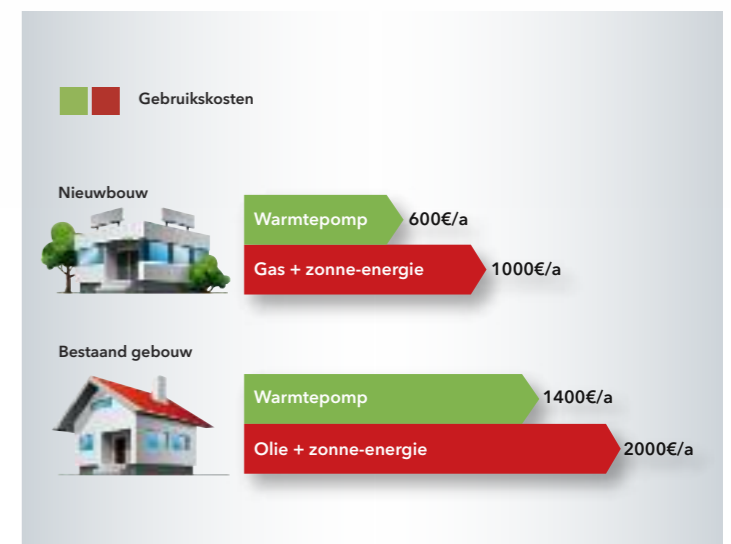 Gebruikskosten
Nieuwbouw
Warmtepomp 600€/a
Gas + zonne-energie 1000€/a
Bestaand gebouw
Warmtepomp 1400€/a
Olie + zonne-energie 2000€/a